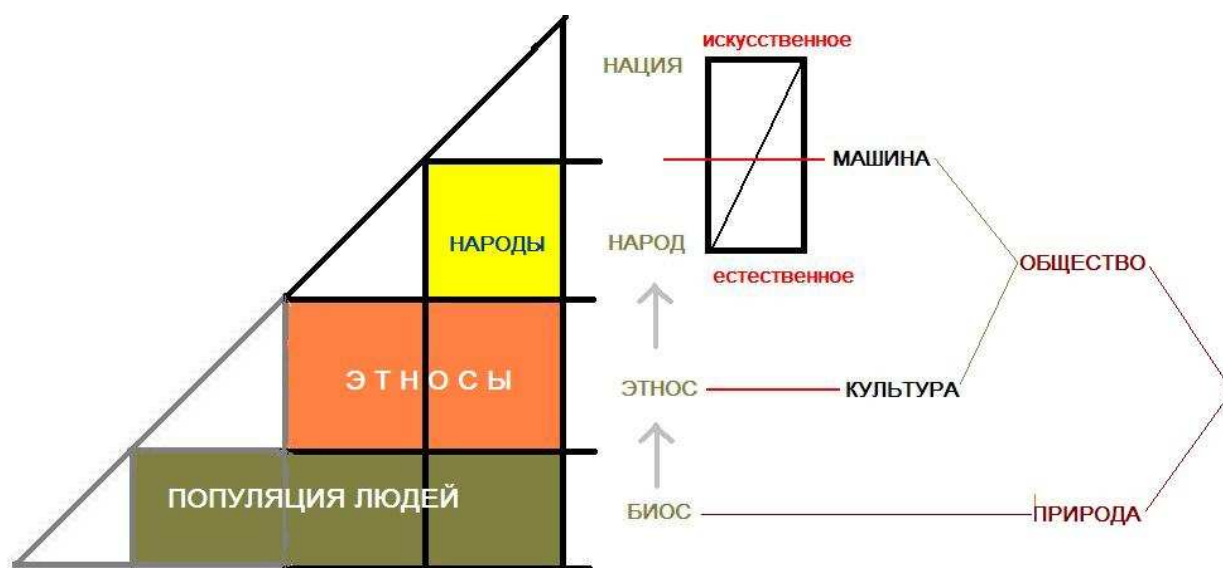 искусственное
НАЦИЯ
МАШИНА
НАРОДЫ
НАРОД
естественное
ОБЩЕСТВО
ЭТНОСЫ
ЭТНОС
КУЛЬТУРА
ПОПУЛЯЦИЯ ЛЮДЕЙ
БИОС
ПРИРОДА